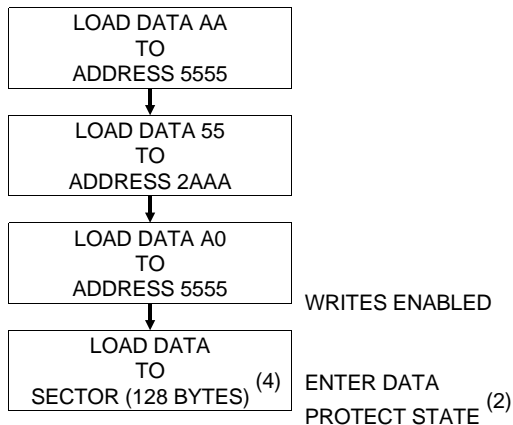 LOAD DATA AA
TO
ADDRESS 5555
LOAD DATA 55
TO
ADDRESS 2AAA
LOAD DATA A0
TO
ADDRESS 5555
WRITES ENABLED
LOAD DATA
TO
SECTOR (128 BYTES) (4)
ENTER DATA
PROTECT STATE (2)